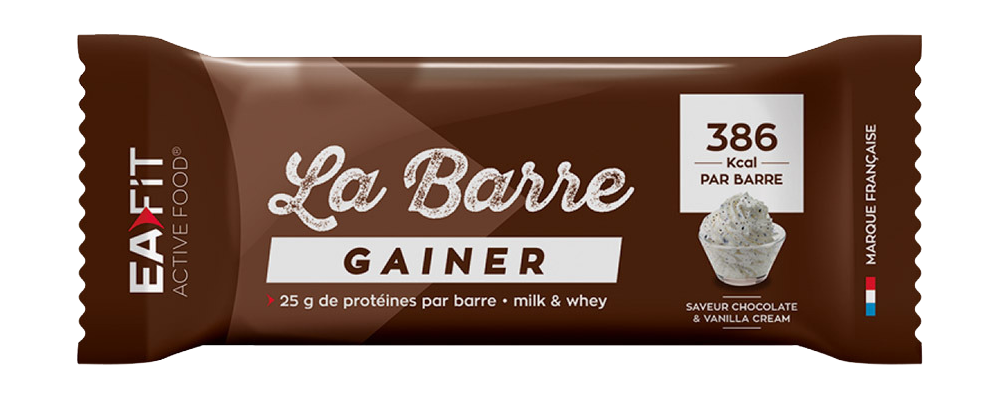 EAFIT
ACTIVE FOOD®
La Barre
GAINER
25 g de protéines par barre • milk & whey
386
Kcal
PAR BARRE
SAVEUR CHOCOLATE
& VANILLA CREAM
MARQUE FRANÇAISE